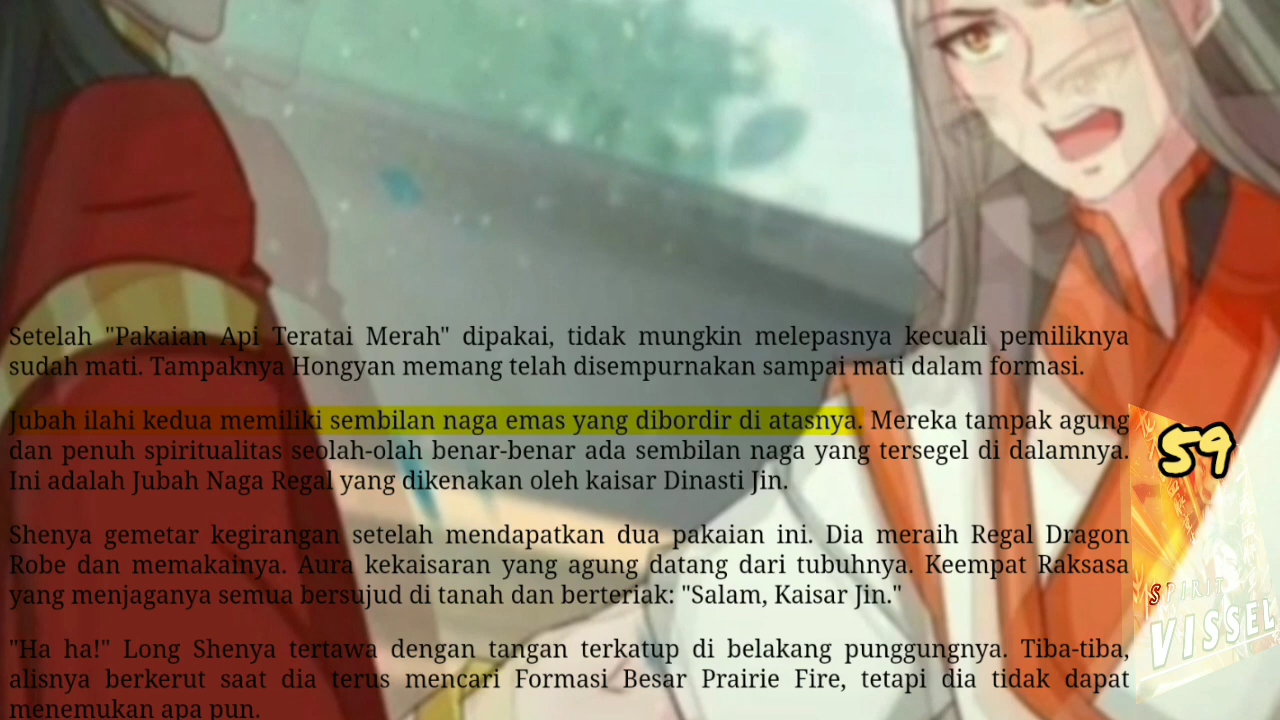 Setelah "Pakaian Api Teratai Merah" dipakai, tidak mungkin melepasnya kecuali pemiliknya
sudah mati. Tampaknya Hongyan memang telah disempurnakan sampai mati dalam formasi.
Jubah ilahi kedua memiliki sembilan naga emas yang dibordir di atasnya. Mereka tampak agung
dan penuh spiritualitas seolah-olah benar-benar ada sembilan naga yang tersegel di dalamnya.
Ini adalah Jubah Naga Regal yang dikenakan oleh kaisar Dinasti Jin.
Shenya gemetar kegirangan setelah mendapatkan dua pakaian ini. Dia meraih Regal Dragon
Robe dan memakainya. Aura kekaisaran yang agung datang dari tubuhnya. Keempat Raksasa
yang menjaganya semua bersujud di tanah dan berteriak: "Salam, Kaisar Jin."
"Ha ha!" Long Shenya tertawa dengan tangan terkatup di belakang punggungnya. Tiba-tiba,
alisnya berkerut saat dia terus mencari Formasi Besar Prairie Fire, tetapi dia tidak dapat
menemukan apa pun.
59
SPIRIT
VISSEL